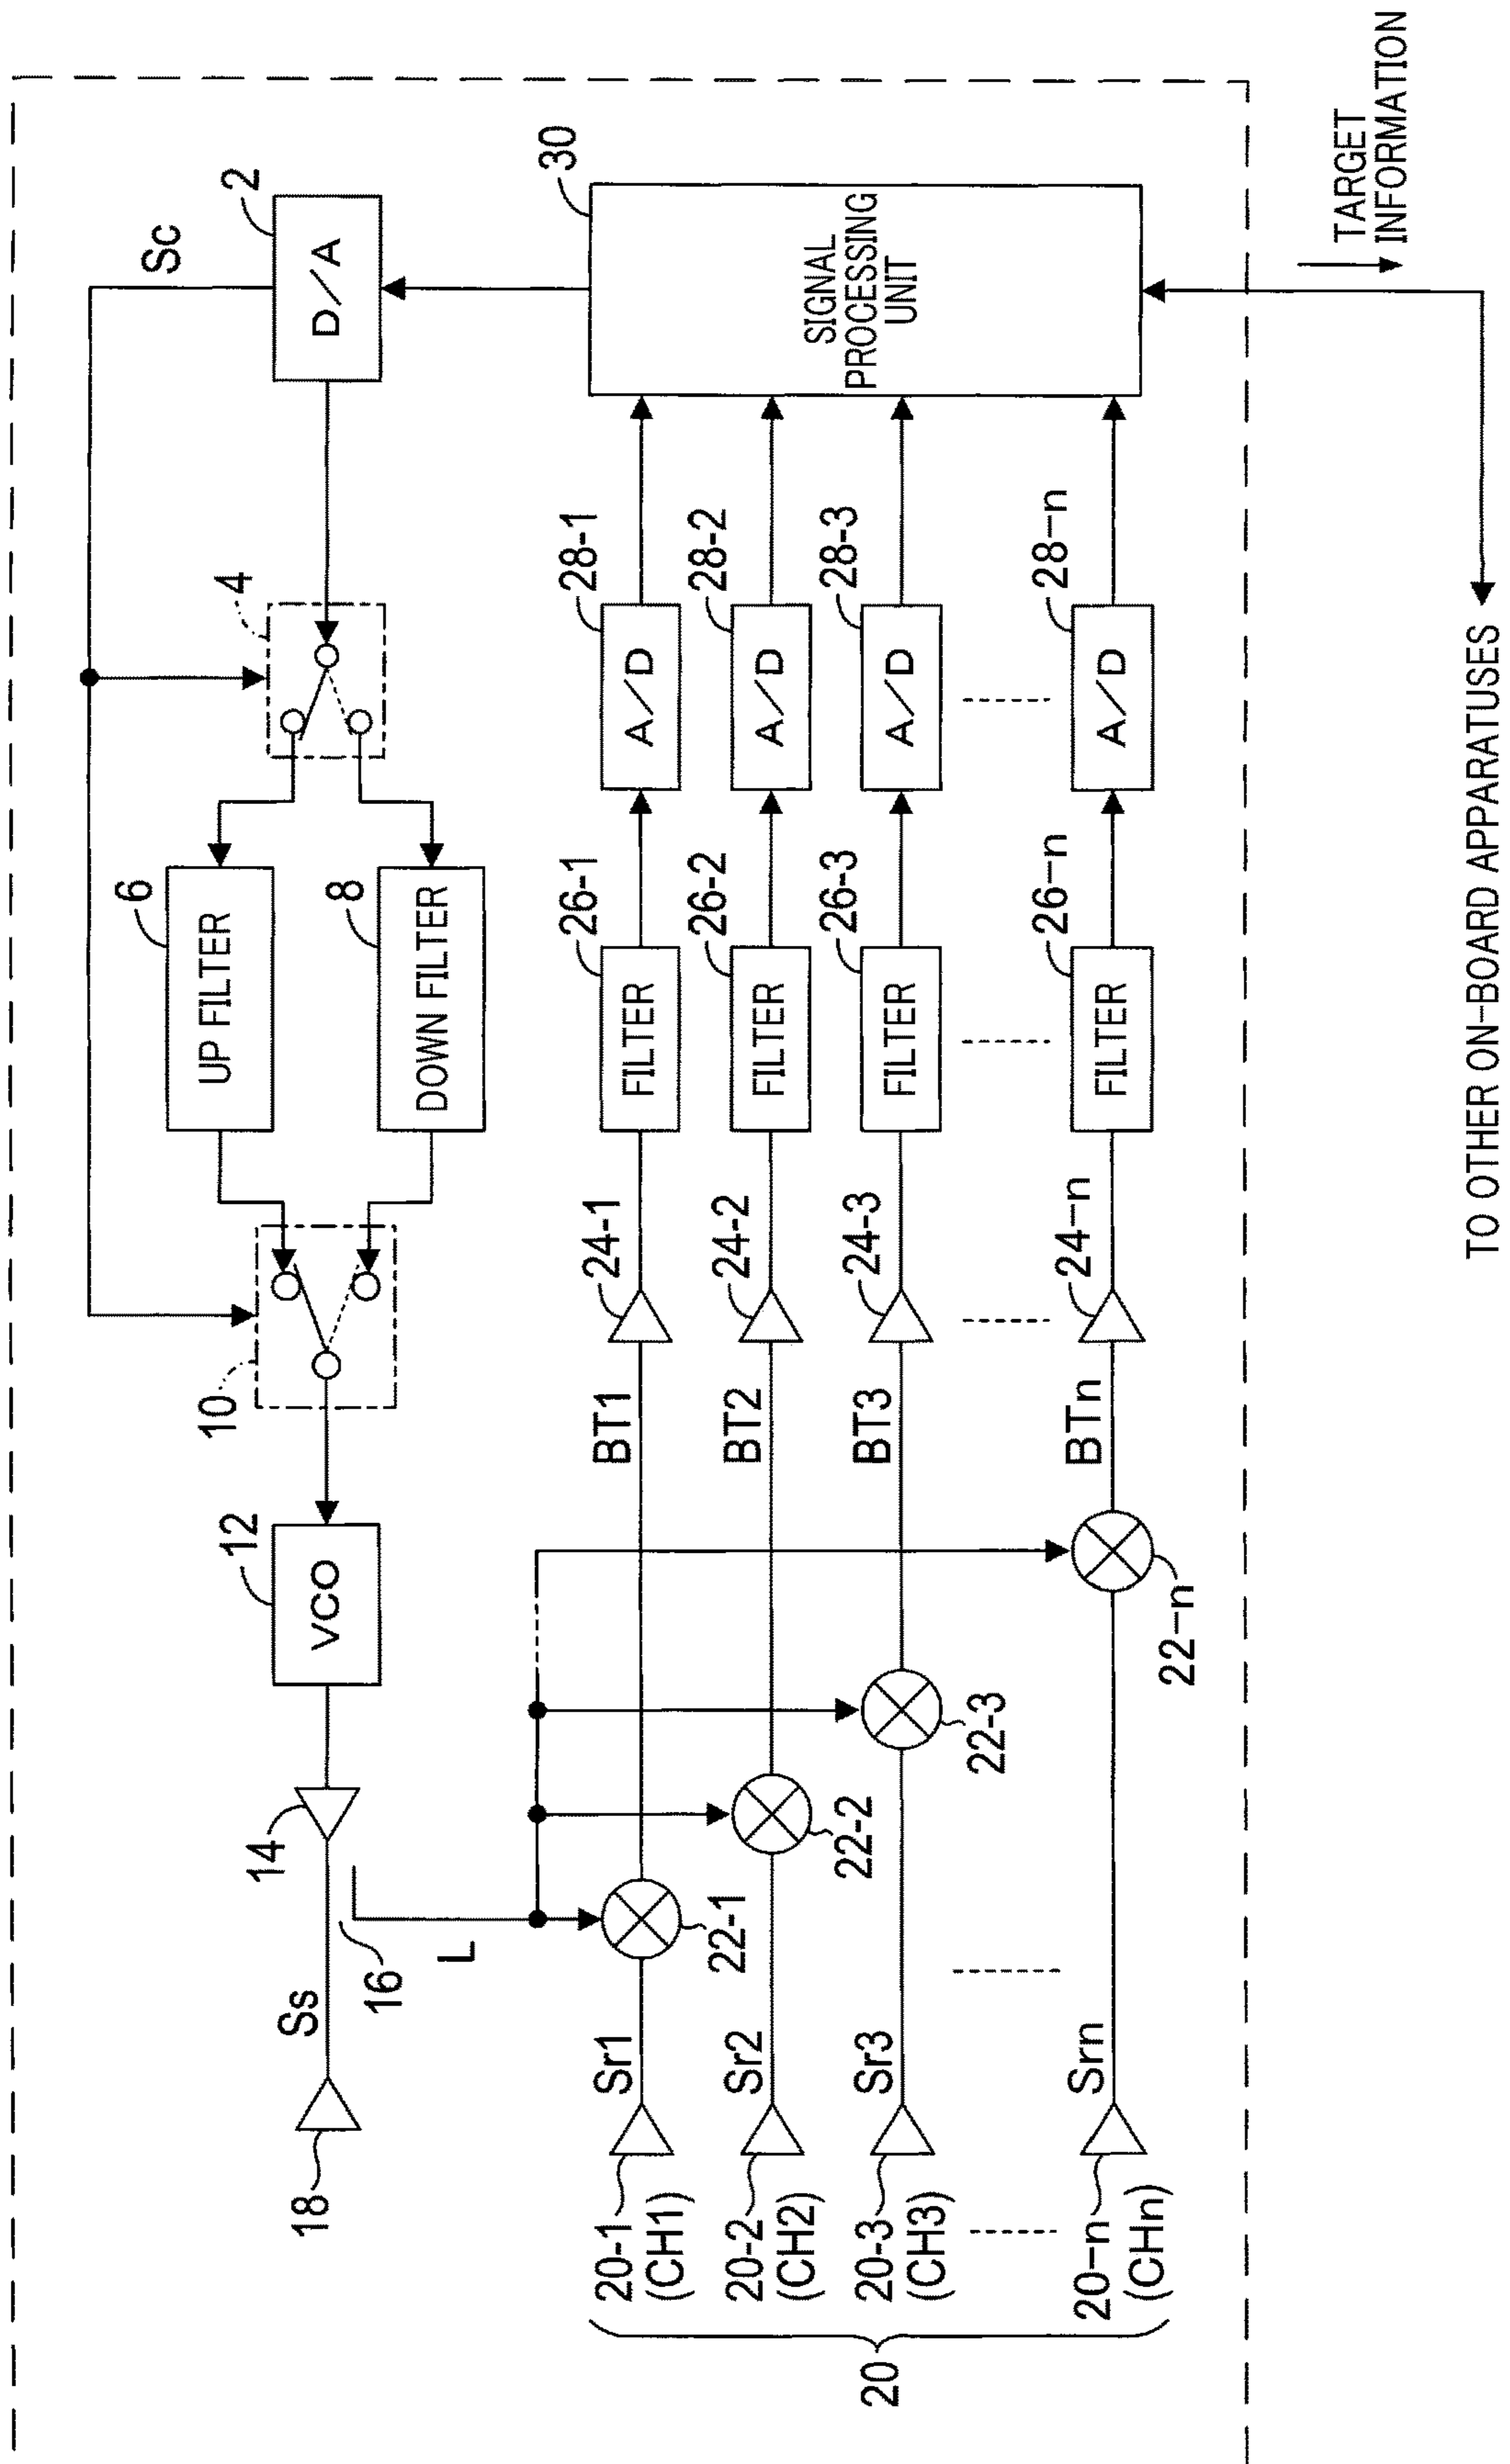 18
Ss
14
16
L
12
VCO
10
6
UP FILTER
8
DOWN FILTER
4
Sc
2
D/A
20
20-1
(CH1)
Sr1
22-1
BT1
24-1
26-1
FILTER
28-1
A/D
20-2
(CH2)
Sr2
22-2
BT2
24-2
26-2
FILTER
28-2
A/D
20-3
(CH3)
Sr3
22-3
BT3
24-3
26-3
FILTER
28-3
A/D
20-n
(CHn)
Srn
22-n
BTn
24-n
26-n
FILTER
28-n
A/D
30
SIGNAL
PROCESSING
UNIT
TARGET
INFORMATION
TO OTHER ON-BOARD APPARATUSES